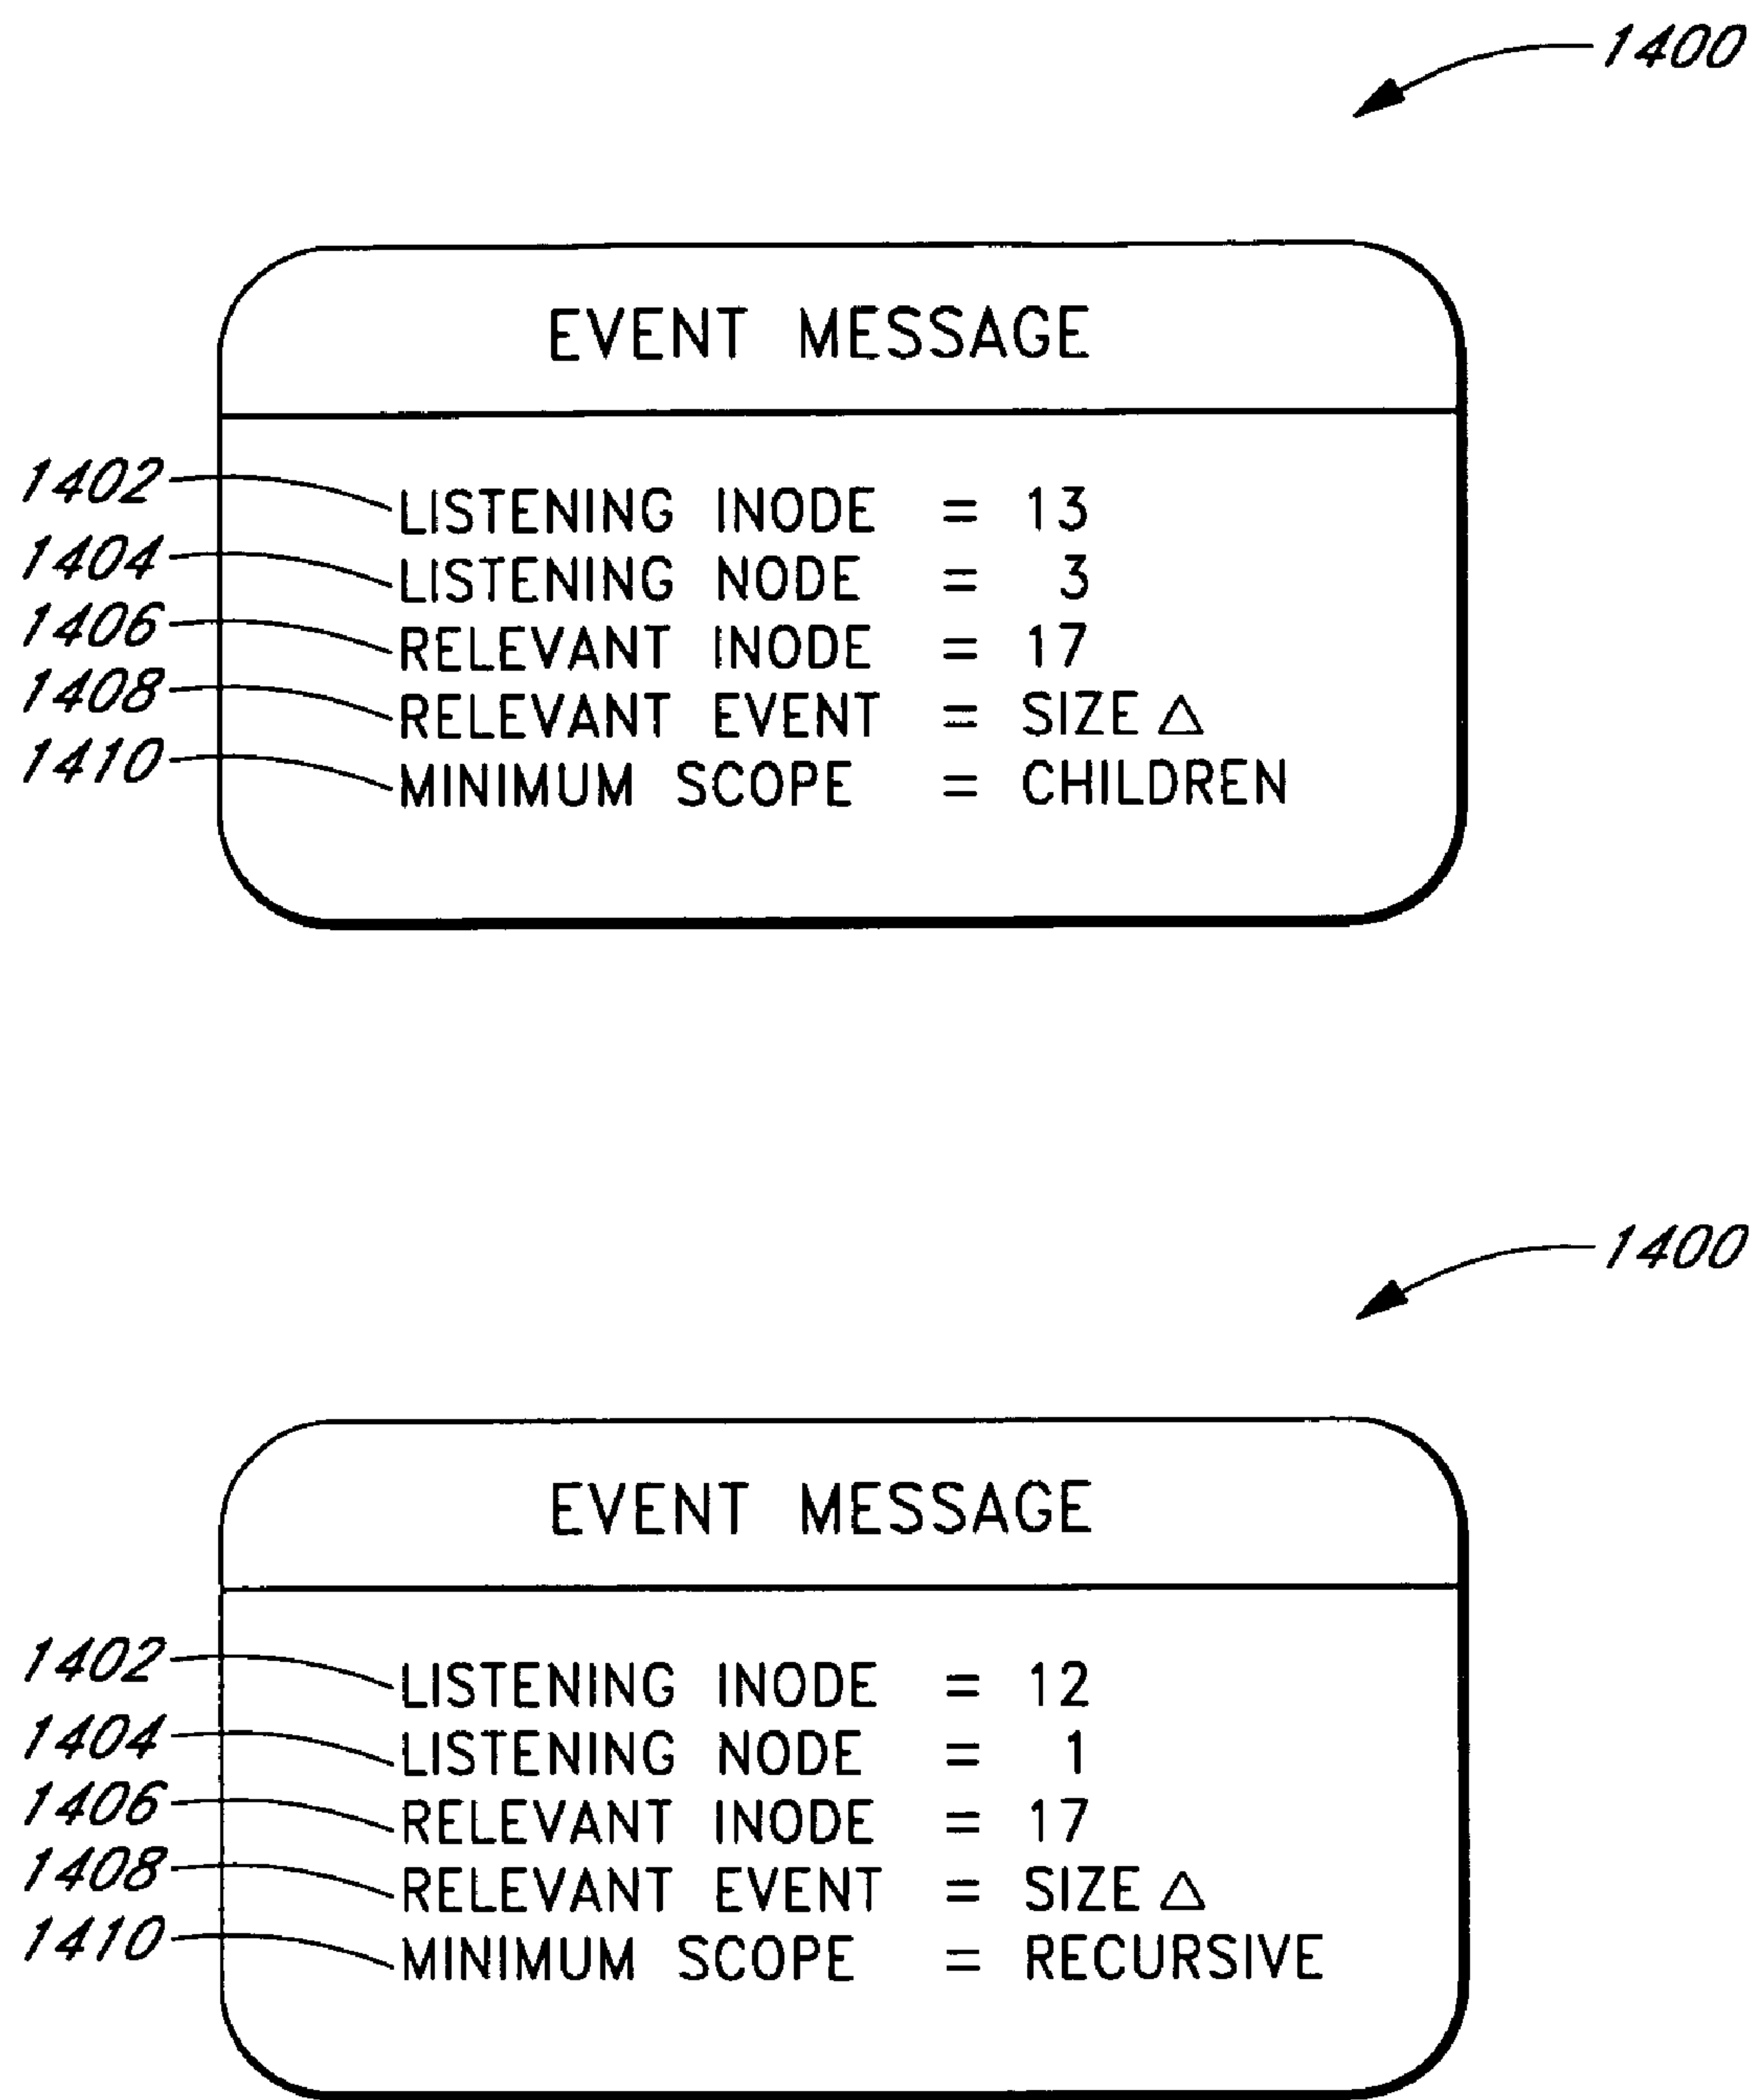 1400
EVENT MESSAGE
1402 LISTENING INODE = 13
1404 LISTENING NODE = 3
1406 RELEVANT INODE = 17
1408 RELEVANT EVENT = SIZE △
1410 MINIMUM SCOPE = CHILDREN
1400
EVENT MESSAGE
1402 LISTENING INODE = 12
1404 LISTENING NODE = 1
1406 RELEVANT INODE = 17
1408 RELEVANT EVENT = SIZE △
1410 MINIMUM SCOPE = RECURSIVE